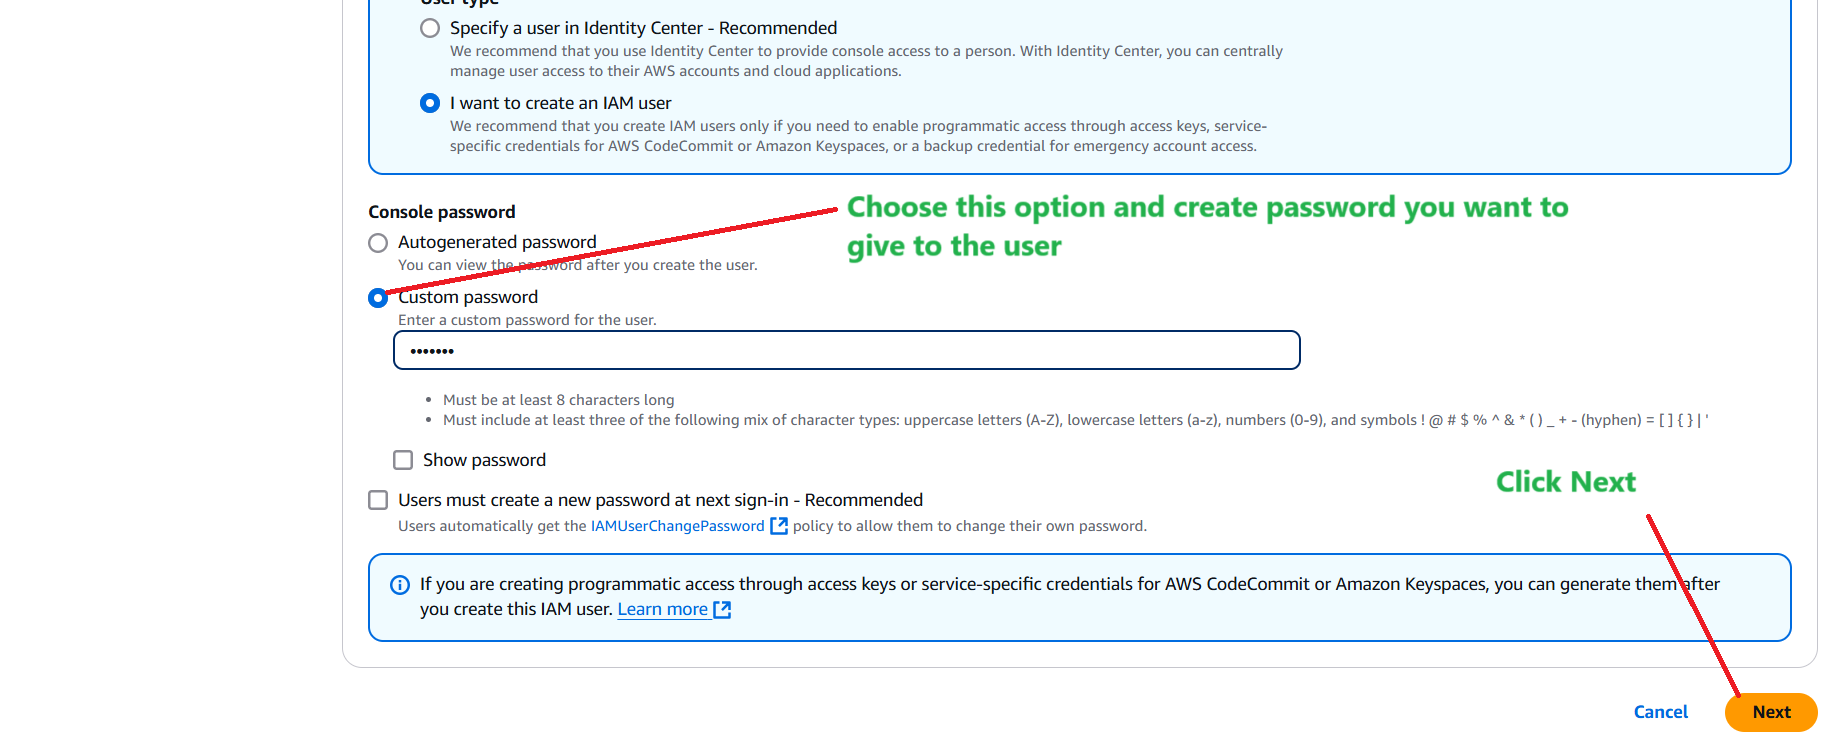 User type
Specify a user in Identity Center - Recommended
We recommend that you use Identity Center to provide console access to a person. With Identity Center, you can centrally
manage user access to their AWS accounts and cloud applications.
I want to create an IAM user
We recommend that you create IAM users only if you need to enable programmatic access through access keys, service-
specific credentials for AWS CodeCommit or Amazon Keyspaces, or a backup credential for emergency account access.
Console password
Choose this option and create password you want to
give to the user
Autogenerated password
You can view the password after you create the user.
Custom password
Enter a custom password for the user.
•••••••
• Must be at least 8 characters long
• Must include at least three of the following mix of character types: uppercase letters (A-Z), lowercase letters (a-z), numbers (0-9), and symbols ! @ # $ % ^ & * ( ) _ + - (hyphen) = [ ] { } | '
Show password
Click Next
Users must create a new password at next sign-in - Recommended
Users automatically get the IAMUserChangePassword policy to allow them to change their own password.
If you are creating programmatic access through access keys or service-specific credentials for AWS CodeCommit or Amazon Keyspaces, you can generate them after
you create this IAM user. Learn more
Cancel
Next